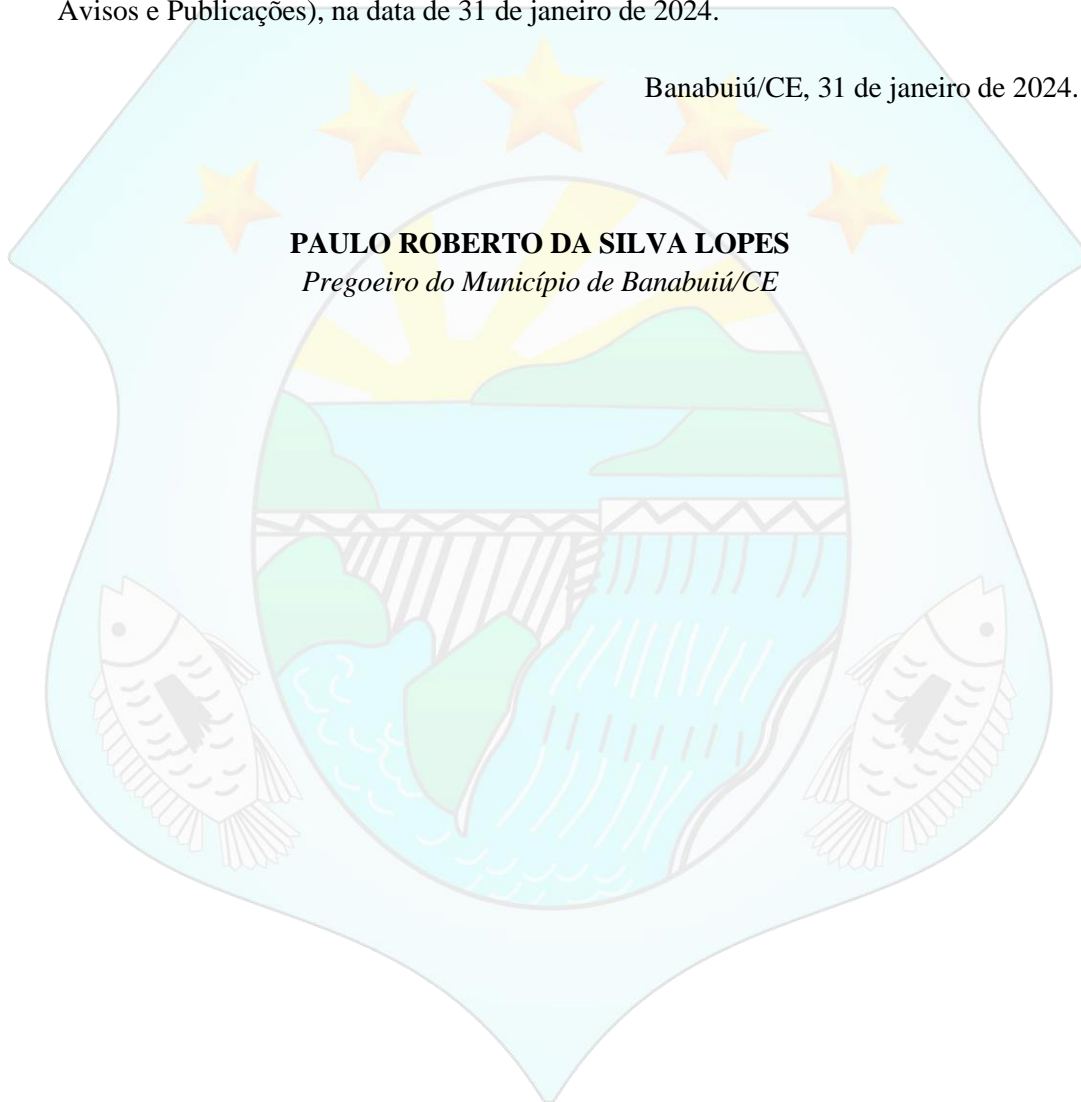 Avisos e Publicações), na data de 31 de janeiro de 2024.
Banabuiú/CE, 31 de janeiro de 2024.
PAULO ROBERTO DA SILVA LOPES
Pregoeiro do Município de Banabuiú/CE